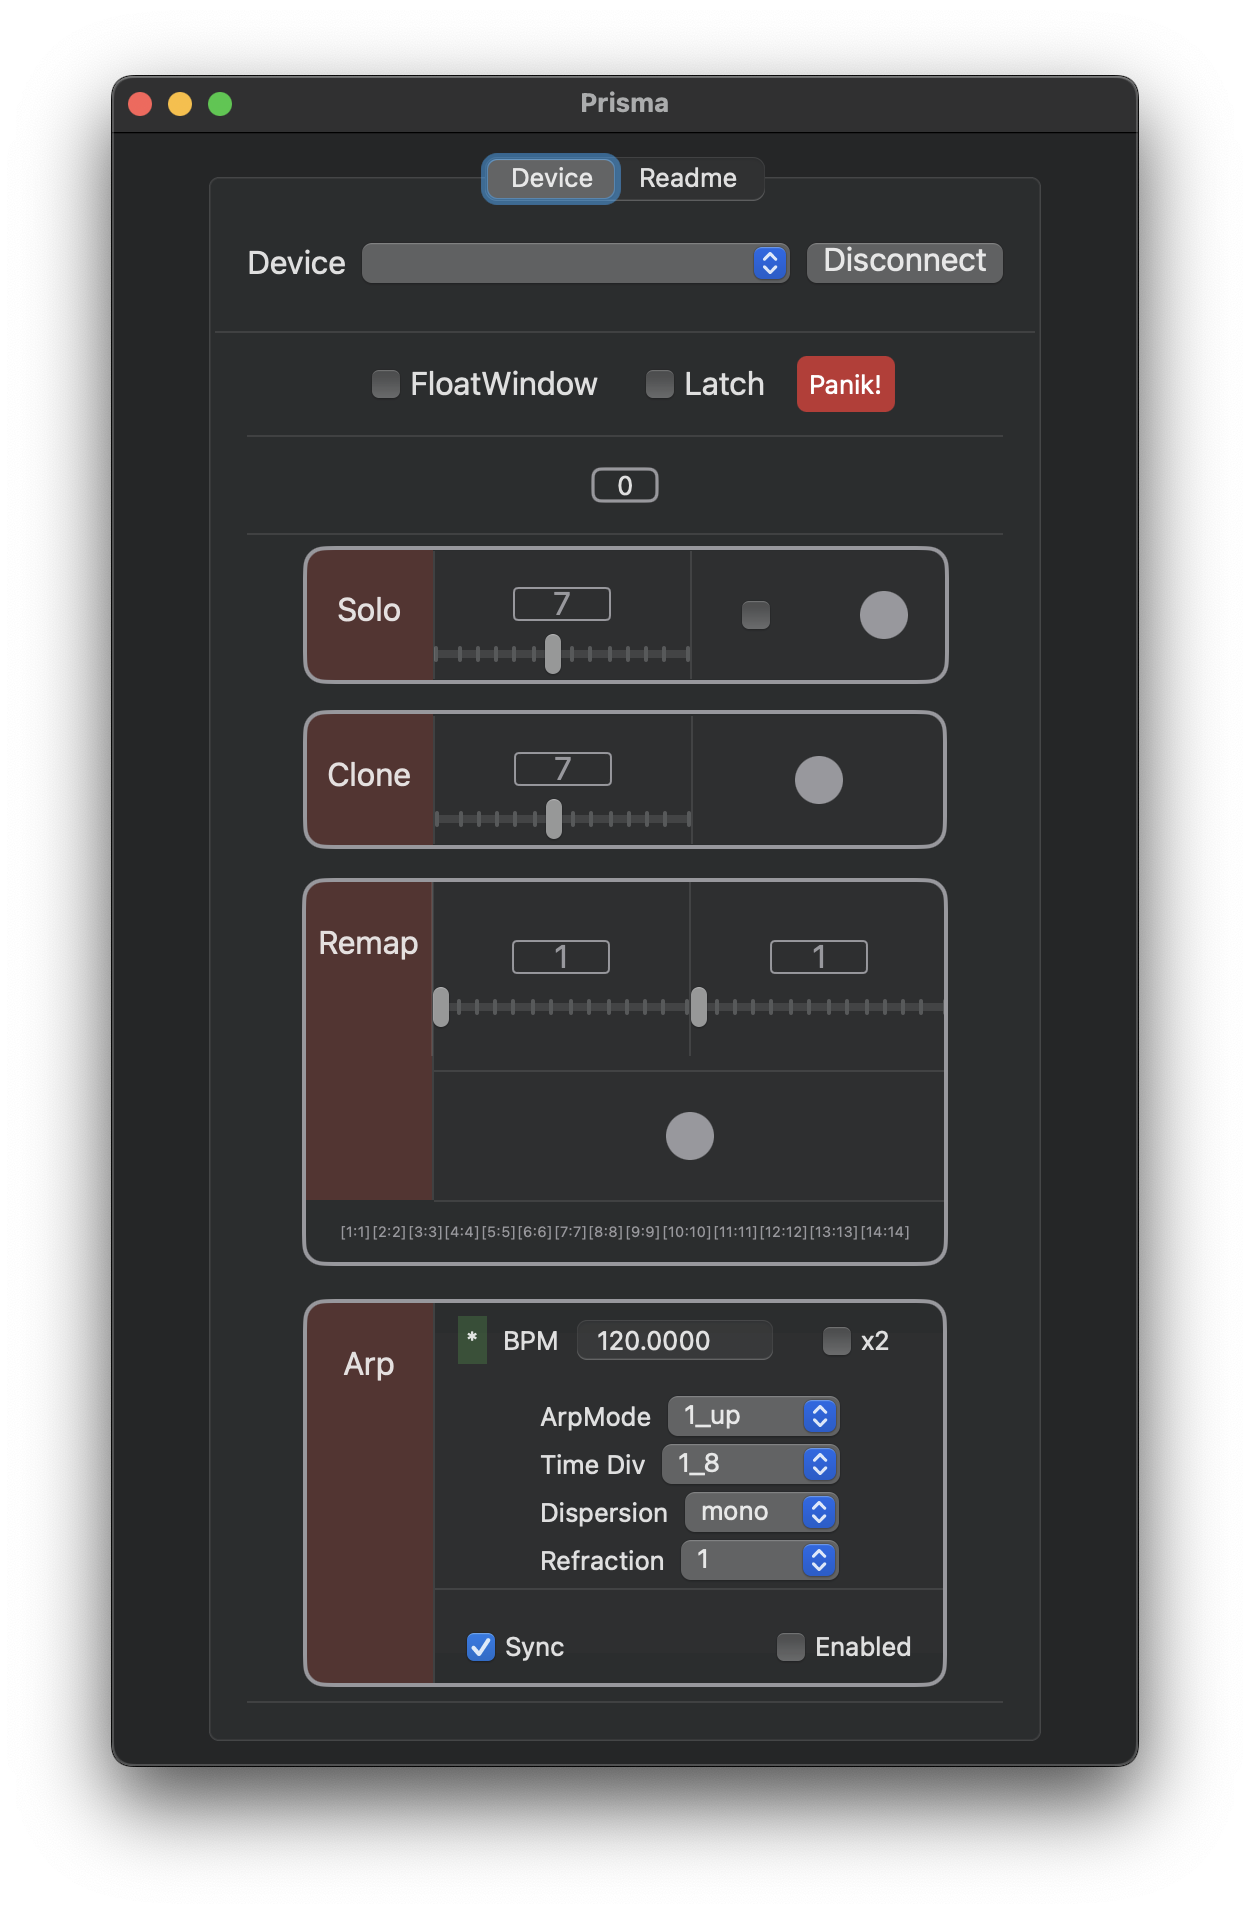 Prisma
Device Readme
Device Disconnect
FloatWindow Latch Panik!
0
Solo 7
Clone 7
Remap 1 1
[1:1][2:2][3:3][4:4][5:5][6:6][7:7][8:8][9:9][10:10][11:11][12:12][13:13][14:14]
Arp * BPM 120.0000 x2
ArpMode 1_up
Time Div 1_8
Dispersion mono
Refraction 1
Sync Enabled